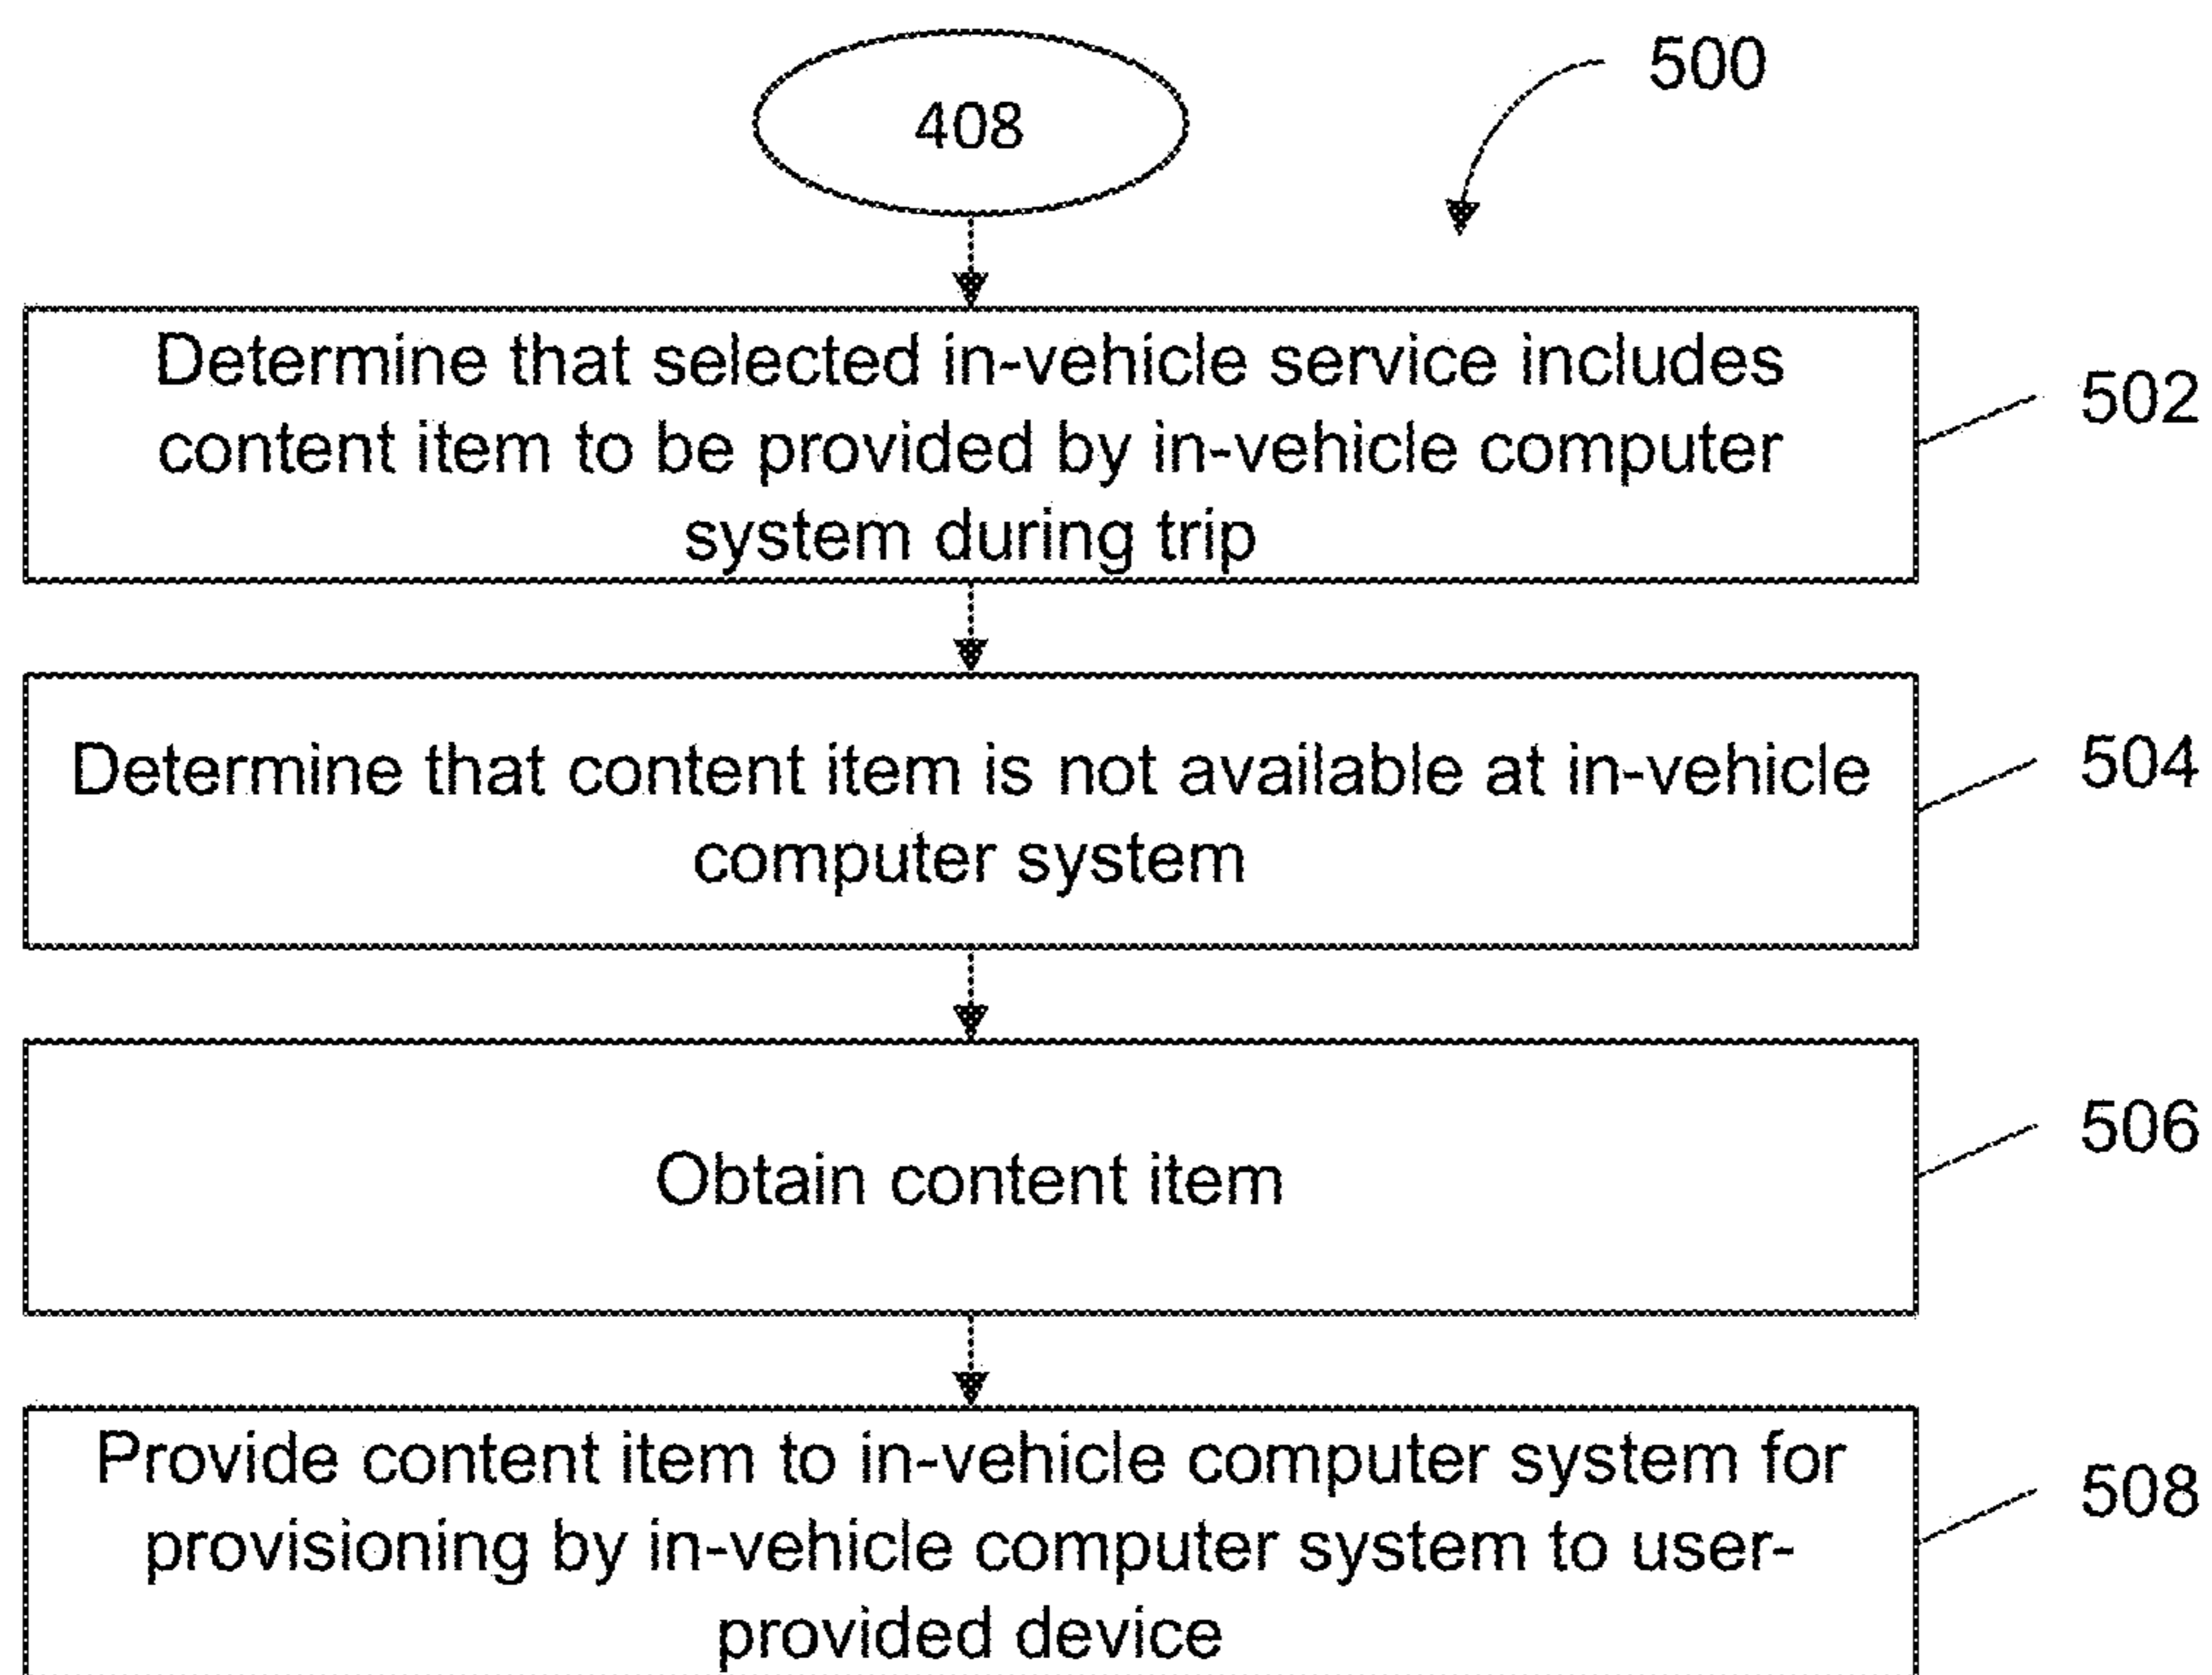 408
500
Determine that selected in-vehicle service includes
content item to be provided by in-vehicle computer
system during trip
502
Determine that content item is not available at in-vehicle
computer system
504
Obtain content item
506
Provide content item to in-vehicle computer system for
provisioning by in-vehicle computer system to user-
provided device
508